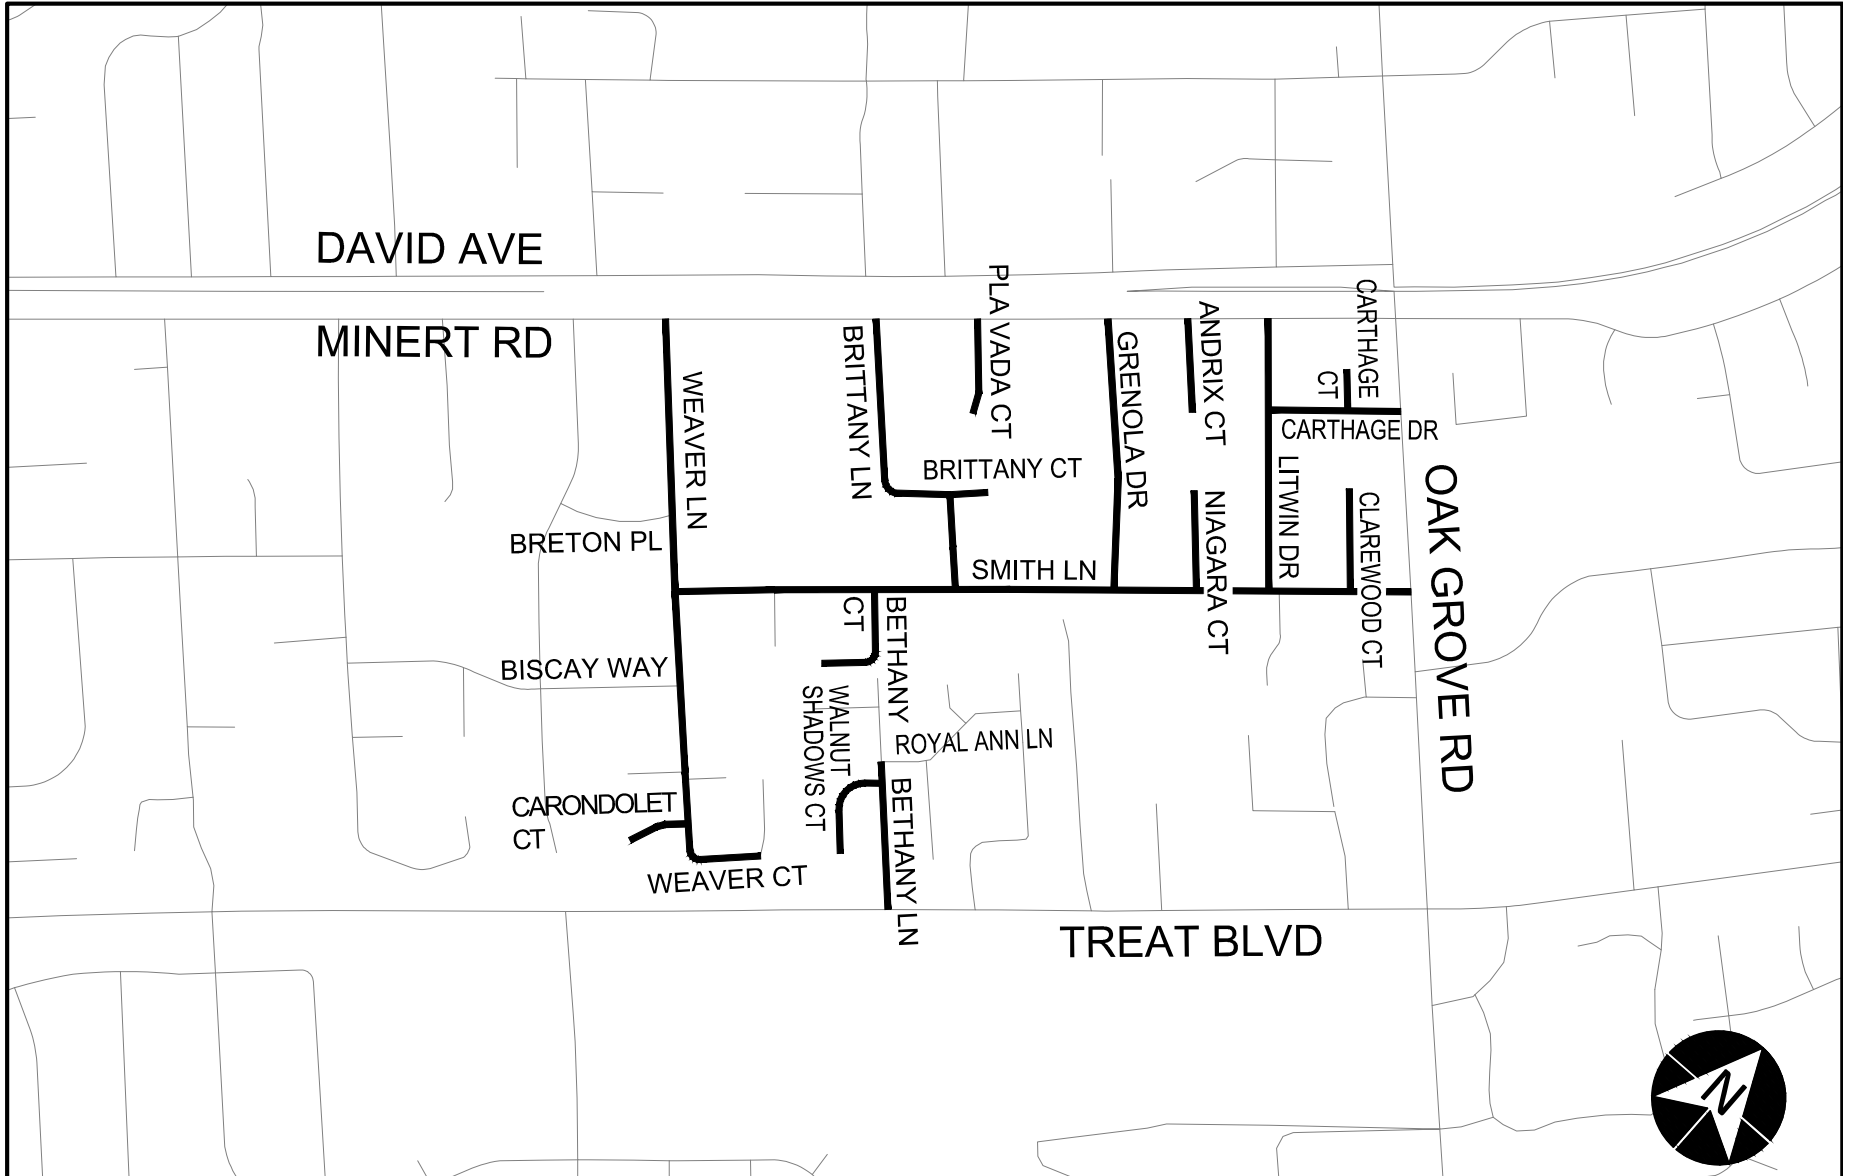 DAVID AVE
MINERT RD
WEAVER LN
BRITTANY LN
PLA VADA CT
GRENOLA DR
ANDRIX CT
CARTHAGE
CT
CARTHAGE DR
BRITTANY CT
LITWIN DR
NIAGARA CT
CLAREWOOD CT
OAK GROVE RD
BRETON PL
SMITH LN
BETHANY
CT
BISCAY WAY
WALNUT
SHADOWS CT
ROYAL ANN LN
CARONDOLET
CT
BETHANY LN
WEAVER CT
TREAT BLVD
N